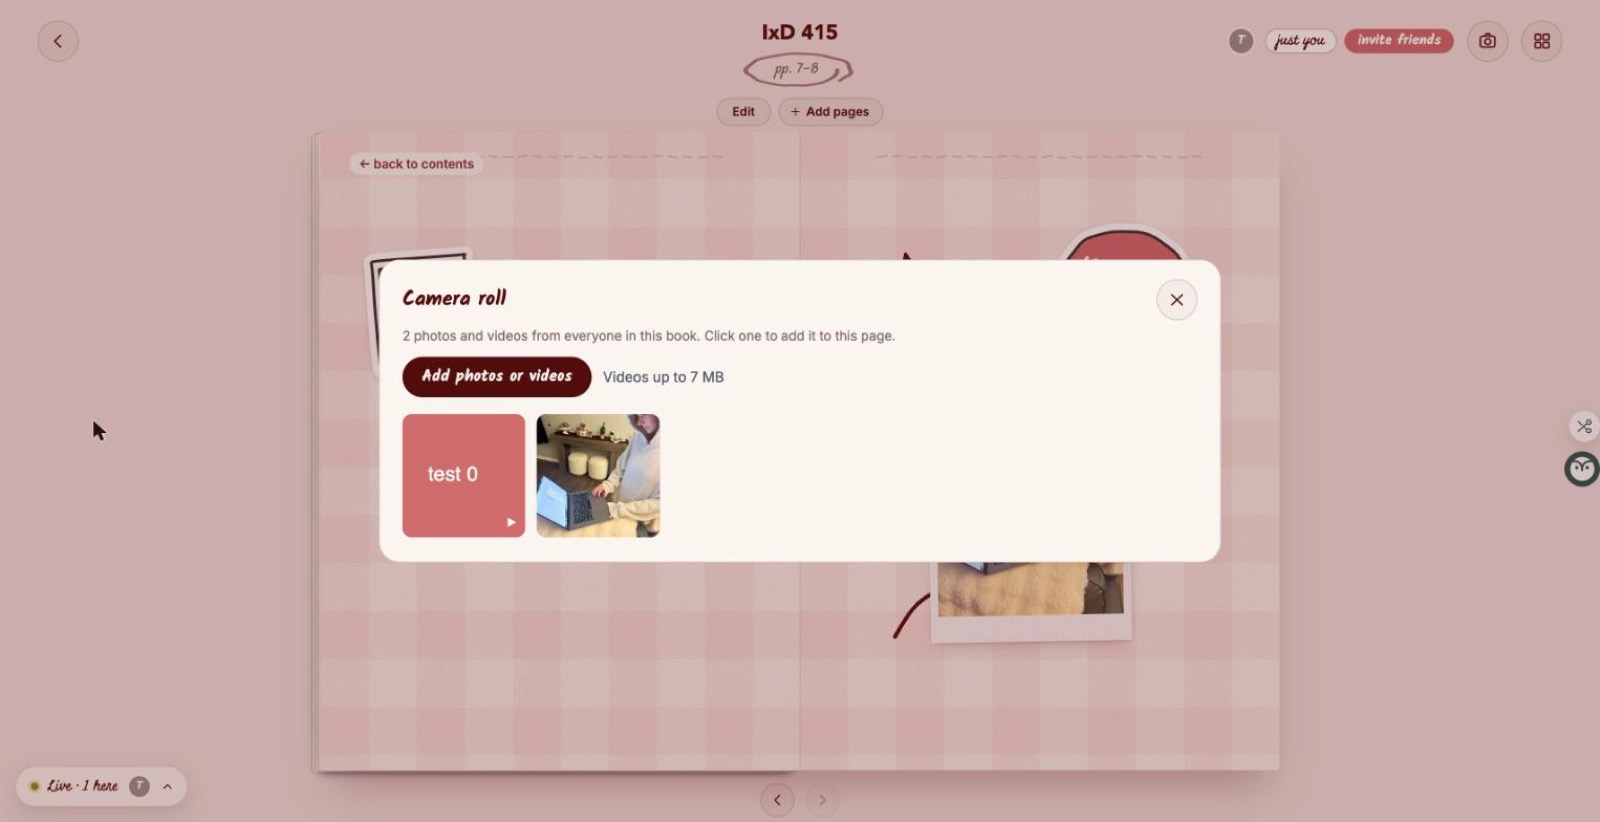 IxD 415
pp. 7-8
T
just you
invite friends
Edit
+ Add pages
← back to contents
Camera roll
2 photos and videos from everyone in this book. Click one to add it to this page.
Add photos or videos
Videos up to 7 MB
test 0
Live · 1 here
T